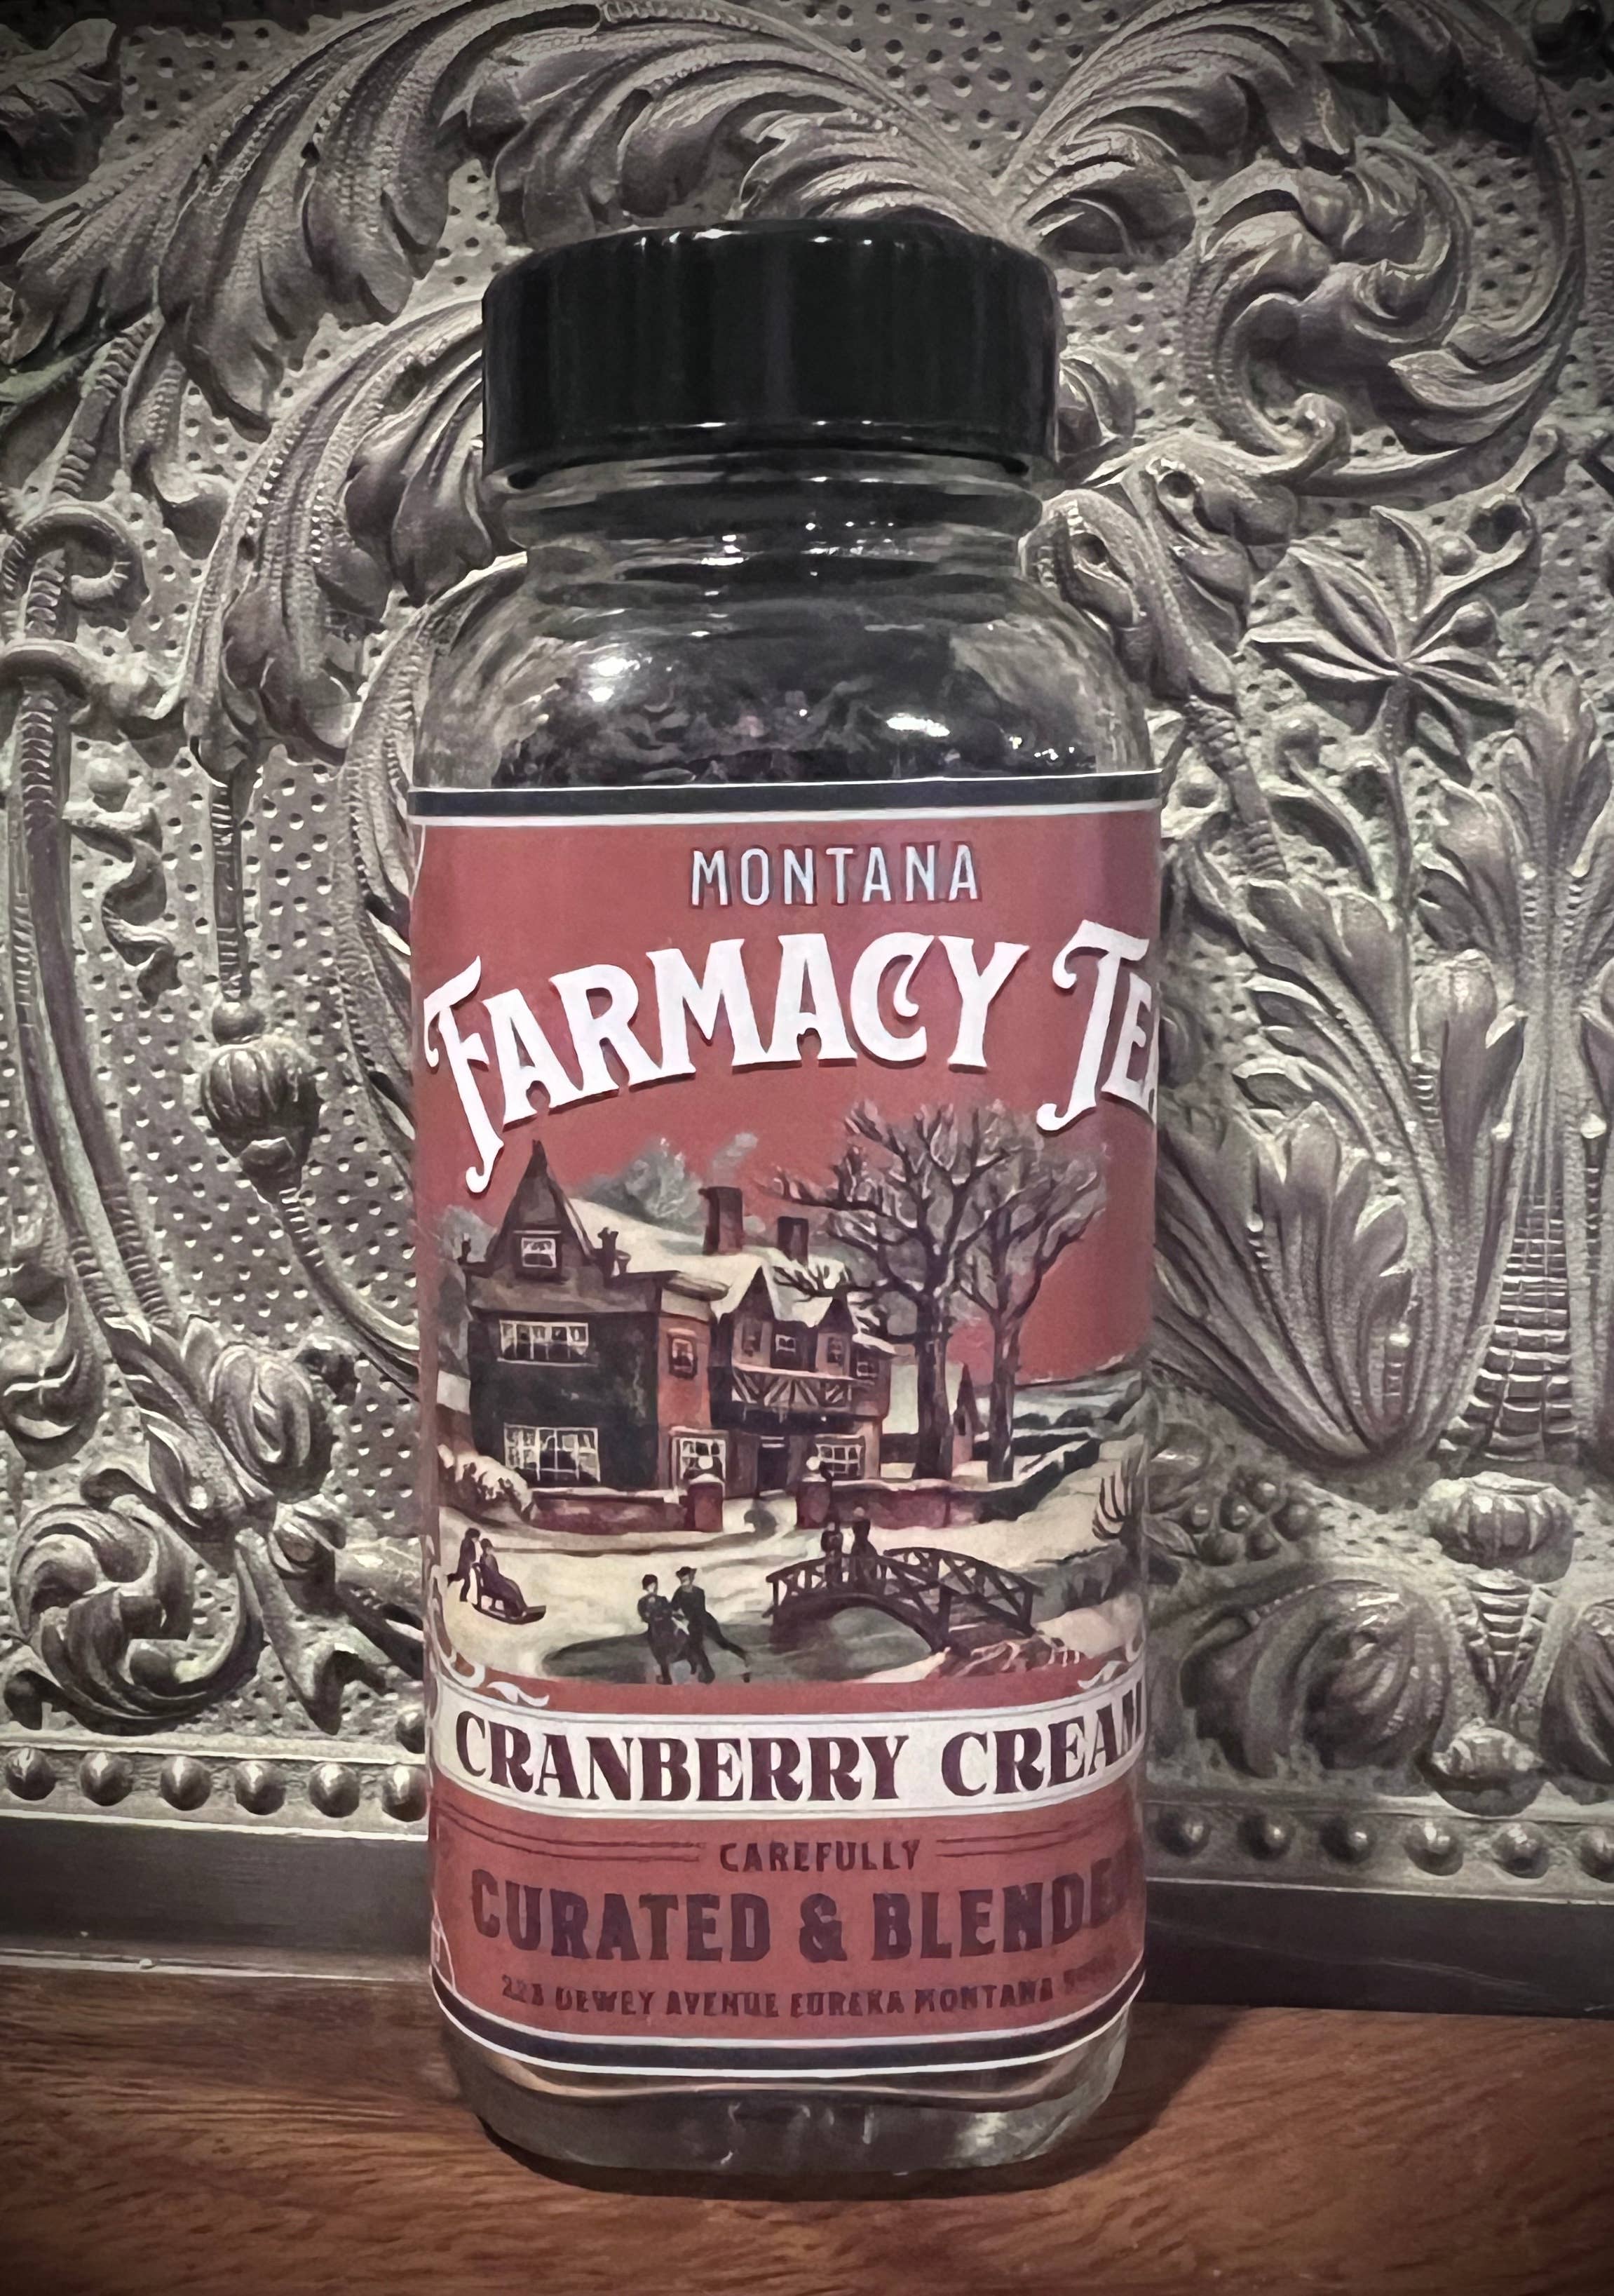 MONTANA
FARMACY TEA
CRANBERRY CREAM
CAREFULLY
CURATED & BLENDED
DEWEY AVENUE EUREKA MONTANA